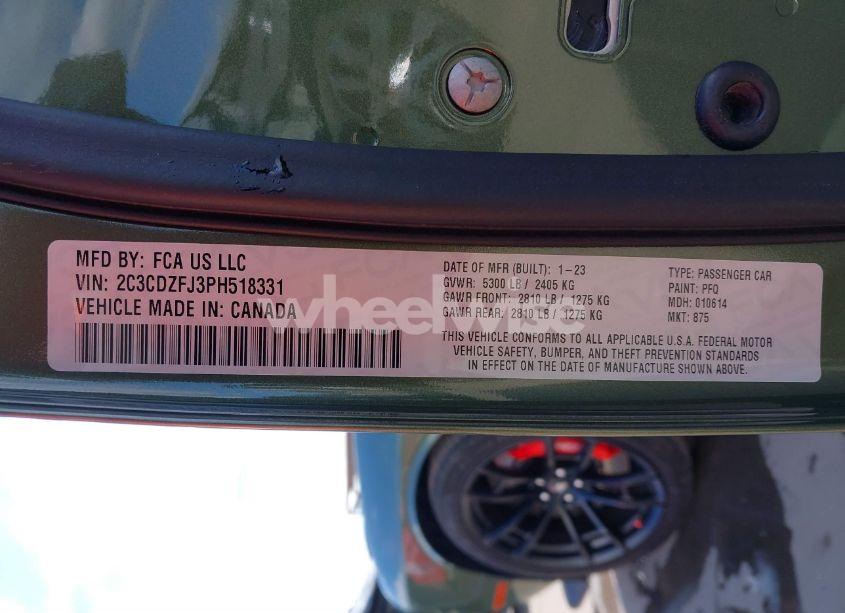 MFD BY: FCA US LLC
VIN: 2C3CDZFJ3PH518331
VEHICLE MADE IN: CANADA
DATE OF MFR (BUILT): 1-23
GVWR: 5300 LB / 2405 KG
GAWR FRONT: 2810 LB / 1275 KG
GAWR REAR: 2810 LB / 1275 KG
TYPE: PASSENGER CAR
PAINT: PFQ
MDH: 010614
MKT: 875
THIS VEHICLE CONFORMS TO ALL APPLICABLE U.S.A. FEDERAL MOTOR
VEHICLE SAFETY, BUMPER, AND THEFT PREVENTION STANDARDS
IN EFFECT ON THE DATE OF MANUFACTURE SHOWN ABOVE.
wheelwise